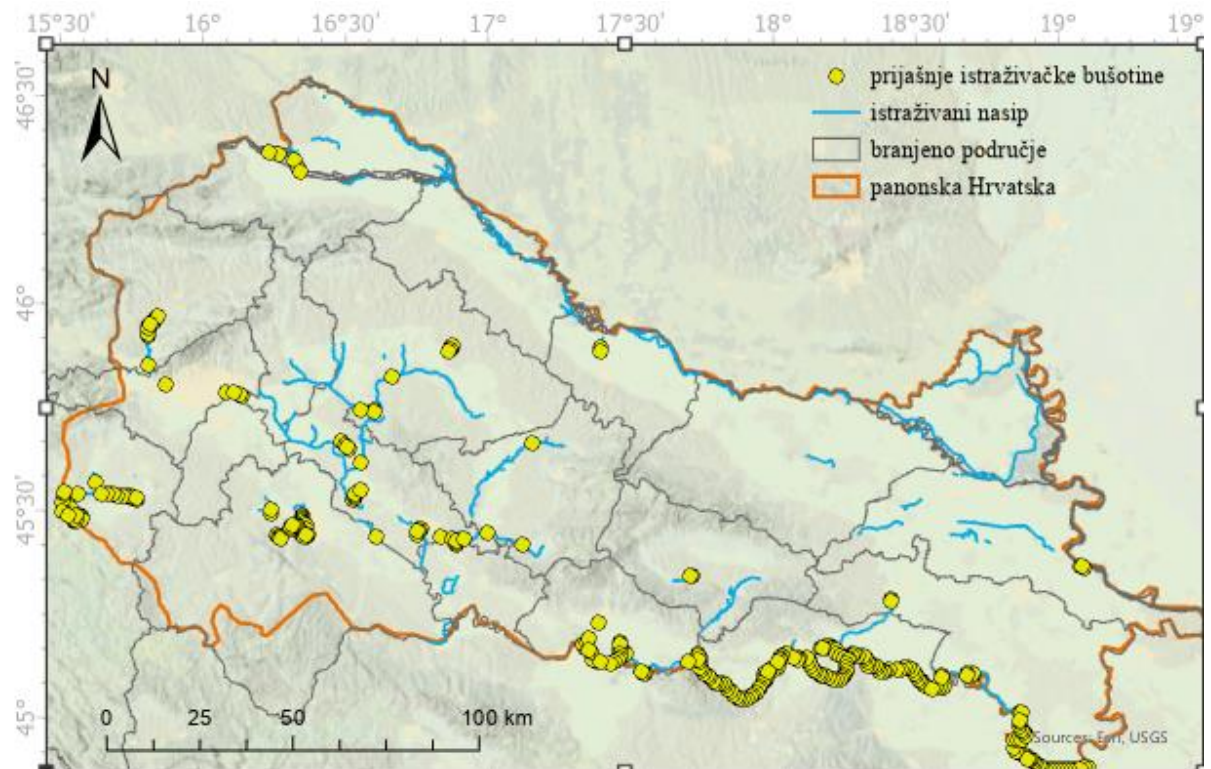 15°30' 16° 16°30' 17° 17°30' 18° 18°30' 19° 19°
N
46°30'
46°
45°30'
45°
prijašnje istraživačke bušotine
istraživani nasip
branjeno područje
panonska Hrvatska
0 25 50 100 km
Sources: Esri, USGS